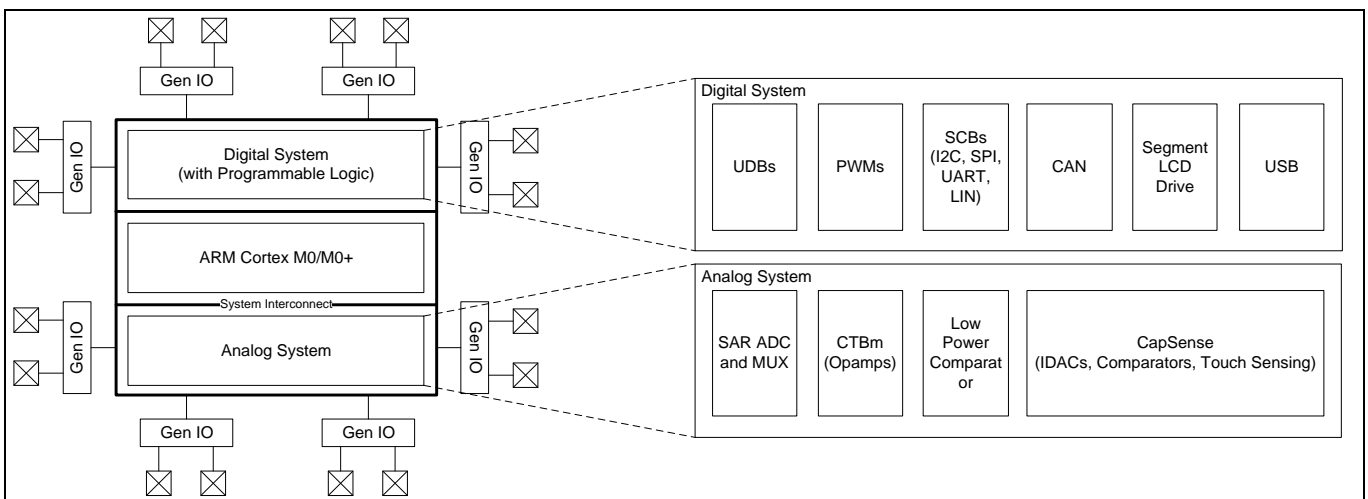 Gen IO
Gen IO
Gen IO
Digital System
(with Programmable Logic)
Gen IO
ARM Cortex M0/M0+
System Interconnect
Gen IO
Analog System
Gen IO
Gen IO
Gen IO
Digital System
UDBs
PWMs
SCBs
(I2C, SPI,
UART,
LIN)
CAN
Segment
LCD
Drive
USB
Analog System
SAR ADC
and MUX
CTBm
(Opamps)
Low
Power
Comparat
or
CapSense
(IDACs, Comparators, Touch Sensing)